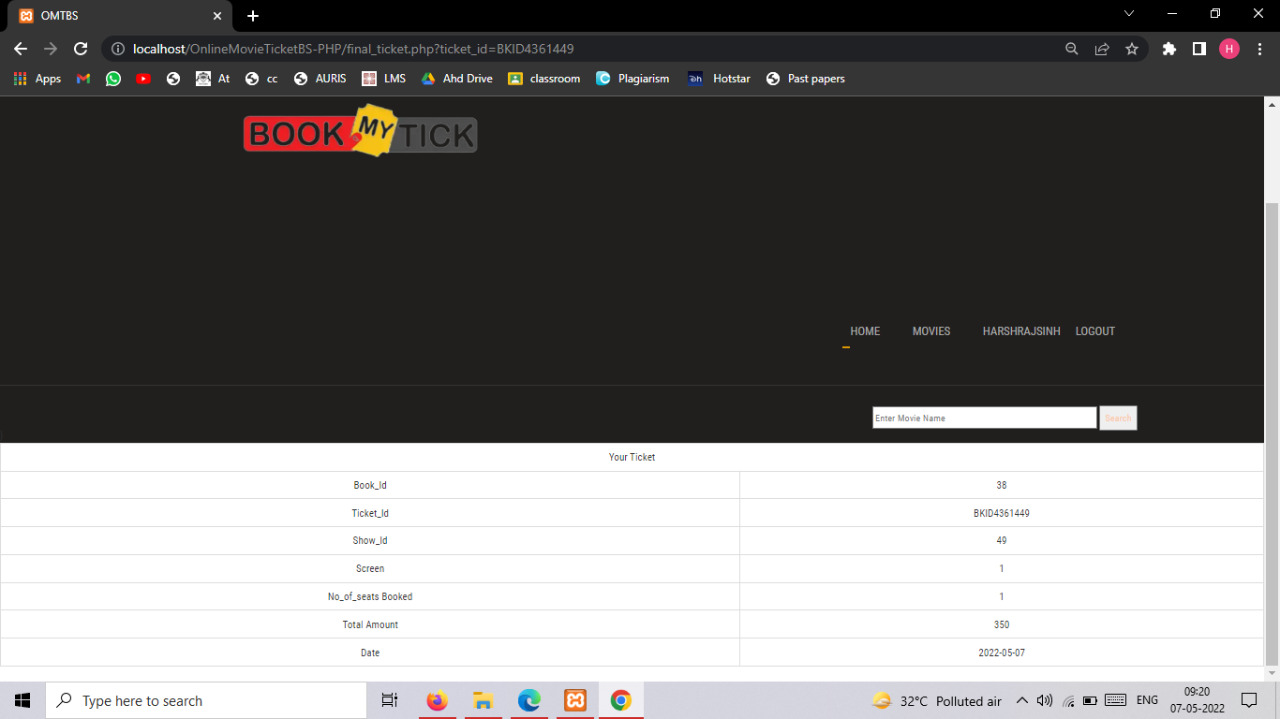 OMTBS
localhost/OnlineMovieTicketBS-PHP/final_ticket.php?ticket_id=BKID4361449
H
Apps At cc AURIS LMS Ahd Drive classroom Plagiarism Hotstar Past papers
BOOK MY TICK
HOME MOVIES HARSHRAJSINH LOGOUT
Enter Movie Name Search
Your Ticket
Book_Id 38
Ticket_Id BKID4361449
Show_Id 49
Screen 1
No_of_seats Booked 1
Total Amount 350
Date 2022-05-07
Type here to search
32°C Polluted air
ENG
09:20
07-05-2022